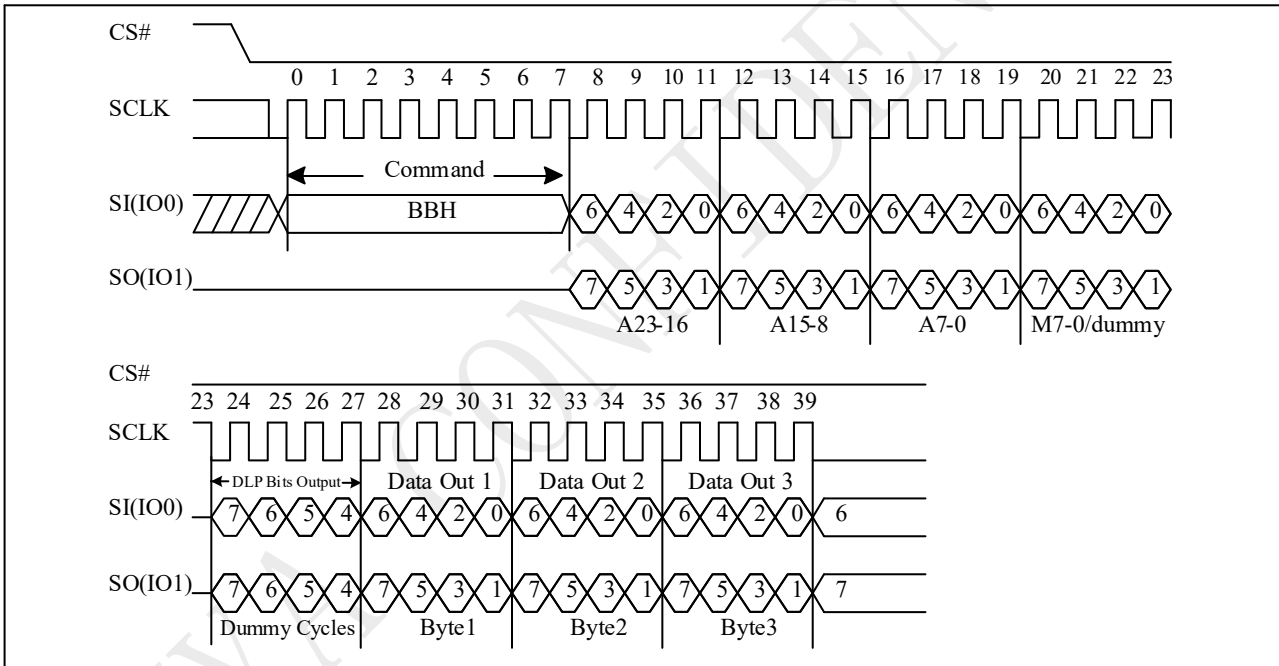 CS#
0 1 2 3 4 5 6 7 8 9 10 11 12 13 14 15 16 17 18 19 20 21 22 23
SCLK
Command
SI(IO0) BBH 6 4 2 0 6 4 2 0 6 4 2 0 6 4 2 0
SO(IO1) 7 5 3 1 7 5 3 1 7 5 3 1 7 5 3 1
A23-16 A15-8 A7-0 M7-0/dummy
CS#
23 24 25 26 27 28 29 30 31 32 33 34 35 36 37 38 39
SCLK
DLP Bits Output Data Out 1 Data Out 2 Data Out 3
SI(IO0) 7 6 5 4 6 4 2 0 6 4 2 0 6 4 2 0 6
SO(IO1) 7 6 5 4 7 5 3 1 7 5 3 1 7 5 3 1 7
Dummy Cycles Byte1 Byte2 Byte3